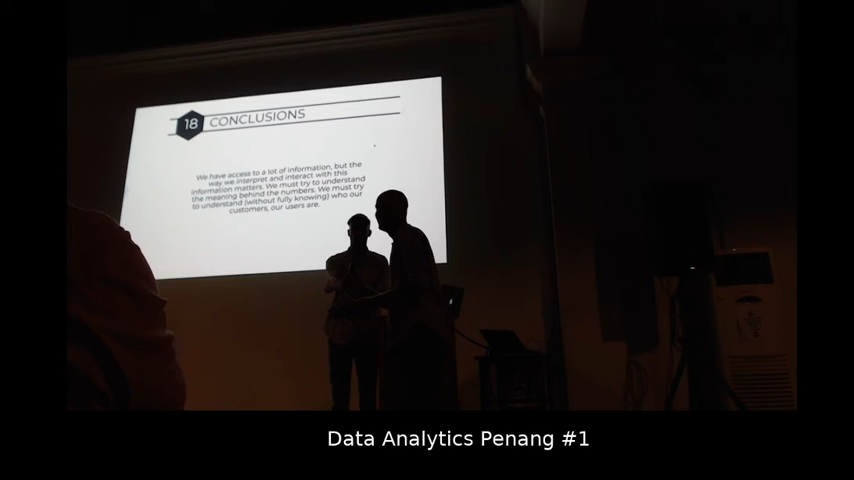 18 CONCLUSIONS
We have access to a lot of information, but the
way we interpret and interact with this
information matters. We must try to understand
the meaning behind the numbers. We must try
to understand (without fully knowing) who our
customers, our users are.
Data Analytics Penang #1